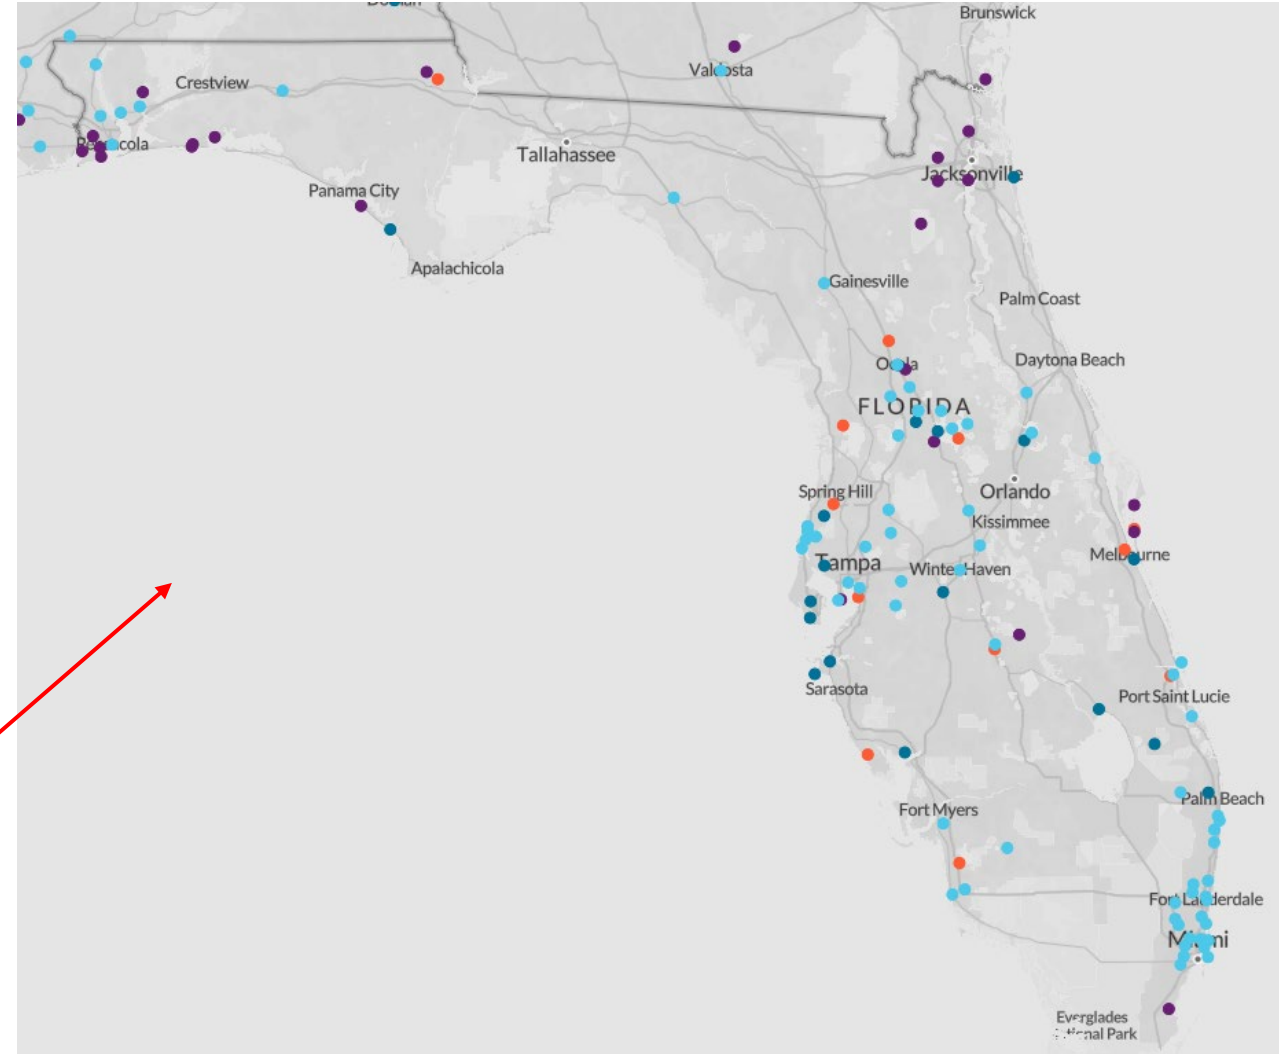 Brunswick
Crestview
Tallahassee
Jacksonville
Panama City
Apalachicola
Gainesville
Palm Coast
Daytona Beach
FLORIDA
Spring Hill
Orlando
Kissimmee
Tampa
Winter Haven
Sarasota
Port Saint Lucie
Palm Beach
Fort Myers
Fort Lauderdale
Miami
Everglades
Park